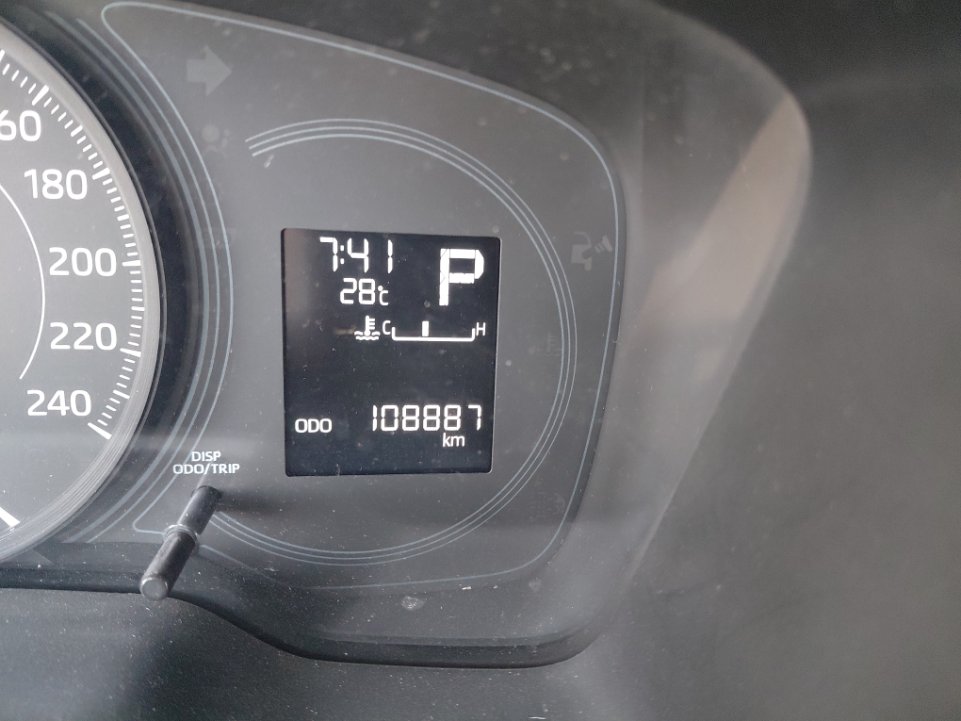 60
180
200
220
240
7:41
P
28℃
C H
ODO 108887
km
DISP
ODO/TRIP